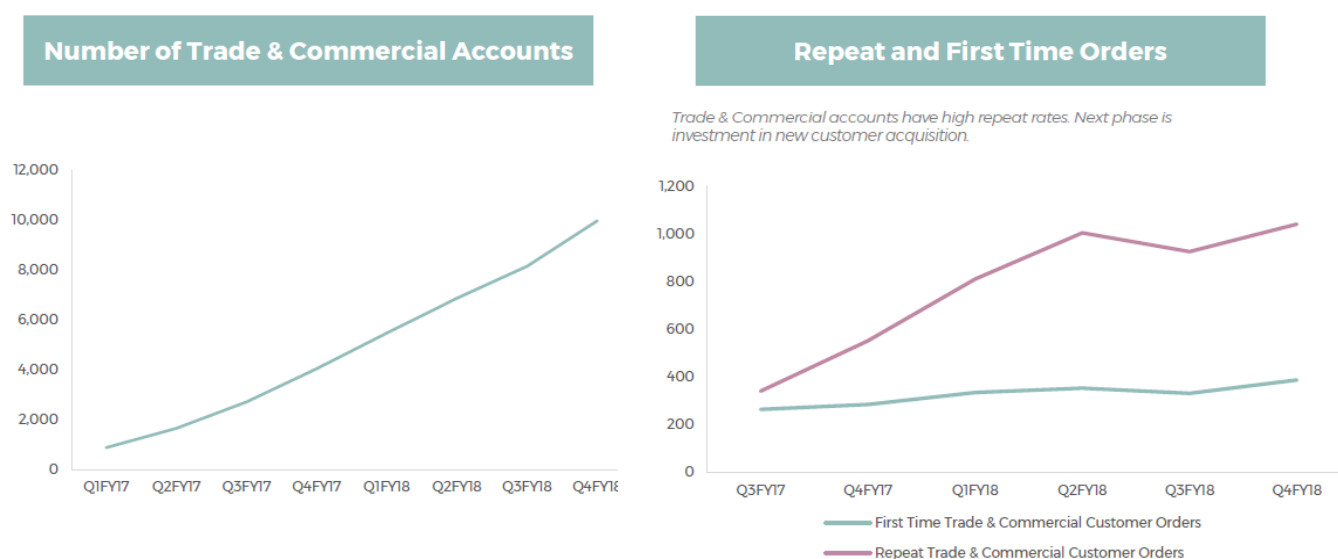 Number of Trade & Commercial Accounts
12,000
10,000
8,000
6,000
4,000
2,000
0
Q1FY17 Q2FY17 Q3FY17 Q4FY17 Q1FY18 Q2FY18 Q3FY18 Q4FY18
Repeat and First Time Orders
Trade & Commercial accounts have high repeat rates. Next phase is
investment in new customer acquisition.
1,200
1,000
800
600
400
200
0
Q3FY17 Q4FY17 Q1FY18 Q2FY18 Q3FY18 Q4FY18
First Time Trade & Commercial Customer Orders
Repeat Trade & Commercial Customer Orders